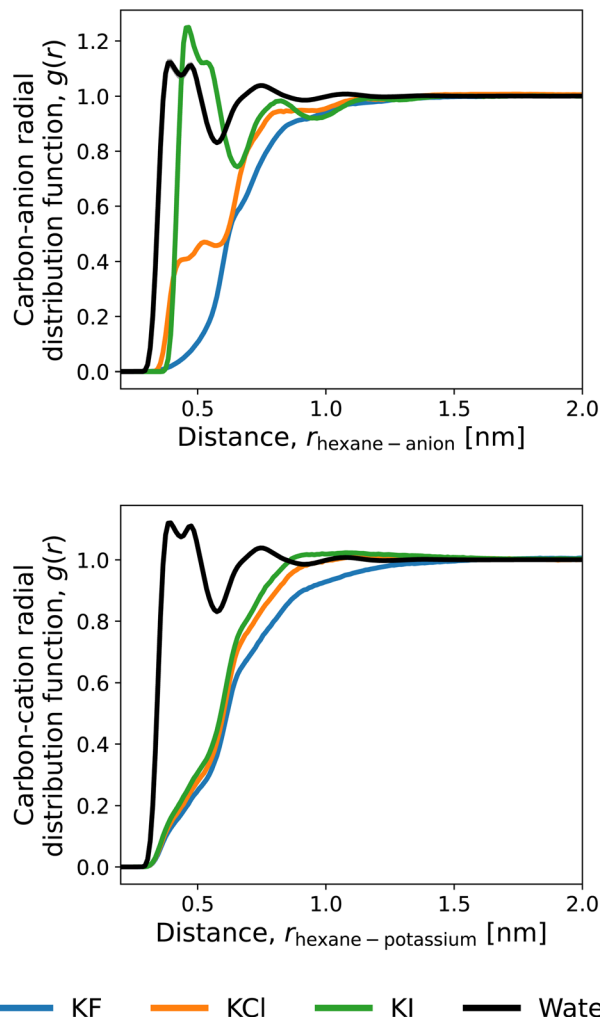 Carbon-anion radial
distribution function, g(r)
1.2
1.0
0.8
0.6
0.4
0.2
0.0
0.5 1.0 1.5 2.0
Distance, r_hexane−anion [nm]
Carbon-cation radial
distribution function, g(r)
1.0
0.8
0.6
0.4
0.2
0.0
0.5 1.0 1.5 2.0
Distance, r_hexane−potassium [nm]
KF KCl KI Wate